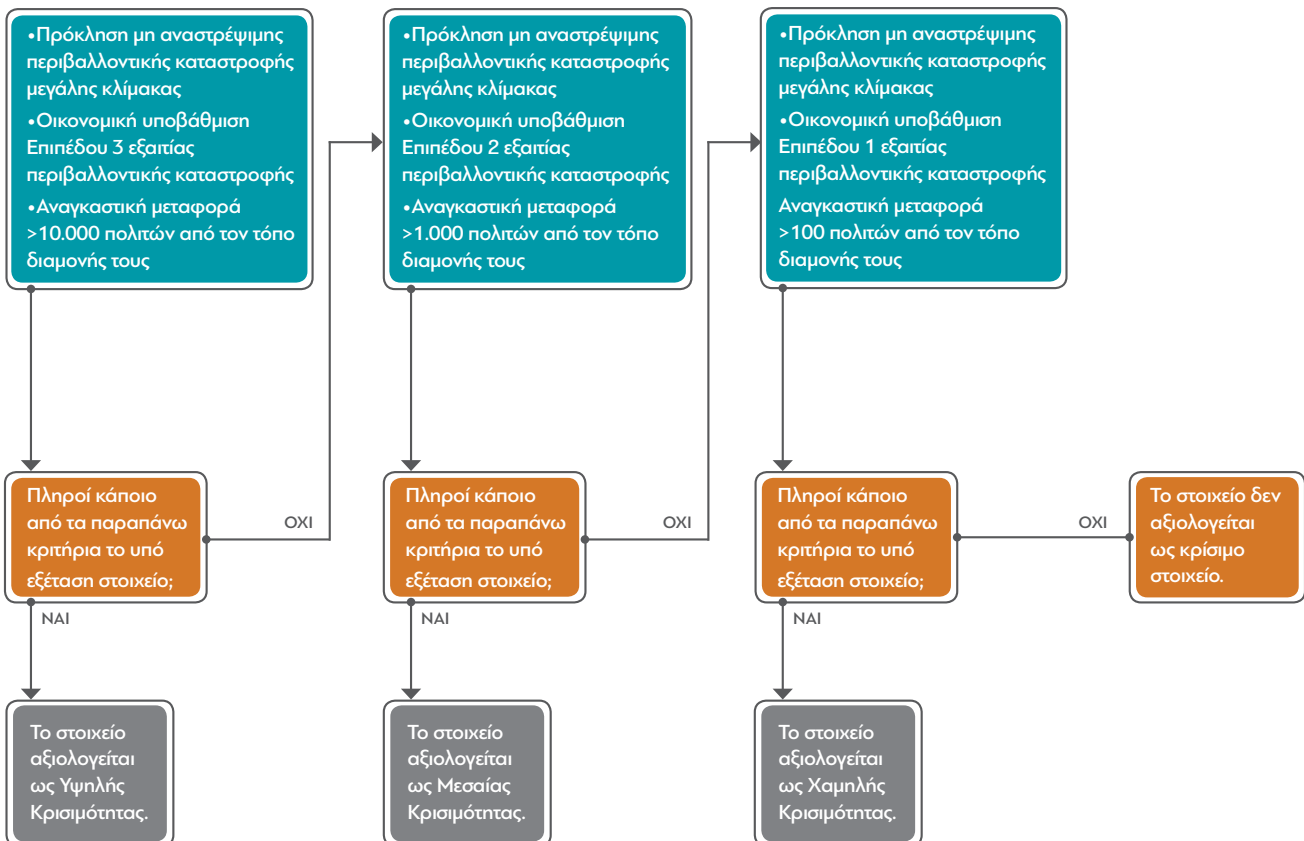 •Πρόκληση μη αναστρέψιμης
περιβαλλοντικής καταστροφής
μεγάλης κλίμακας
•Οικονομική υποβάθμιση
Επιπέδου 3 εξαιτίας
περιβαλλοντικής καταστροφής
•Αναγκαστική μεταφορά
>10.000 πολιτών από τον τόπο
διαμονής τους
•Πρόκληση μη αναστρέψιμης
περιβαλλοντικής καταστροφής
μεγάλης κλίμακας
•Οικονομική υποβάθμιση
Επιπέδου 2 εξαιτίας
περιβαλλοντικής καταστροφής
•Αναγκαστική μεταφορά
>1.000 πολιτών από τον τόπο
διαμονής τους
•Πρόκληση μη αναστρέψιμης
περιβαλλοντικής καταστροφής
μεγάλης κλίμακας
•Οικονομική υποβάθμιση
Επιπέδου 1 εξαιτίας
περιβαλλοντικής καταστροφής
Αναγκαστική μεταφορά
>100 πολιτών από τον τόπο
διαμονής τους
Πληροί κάποιο
από τα παραπάνω
κριτήρια το υπό
εξέταση στοιχείο;
ΟΧΙ
Πληροί κάποιο
από τα παραπάνω
κριτήρια το υπό
εξέταση στοιχείο;
ΟΧΙ
Πληροί κάποιο
από τα παραπάνω
κριτήρια το υπό
εξέταση στοιχείο;
ΟΧΙ
Το στοιχείο δεν
αξιολογείται
ως κρίσιμο
στοιχείο.
ΝΑΙ
ΝΑΙ
ΝΑΙ
Το στοιχείο
αξιολογείται
ως Υψηλής
Κρισιμότητας.
Το στοιχείο
αξιολογείται
ως Μεσαίας
Κρισιμότητας.
Το στοιχείο
αξιολογείται
ως Χαμηλής
Κρισιμότητας.